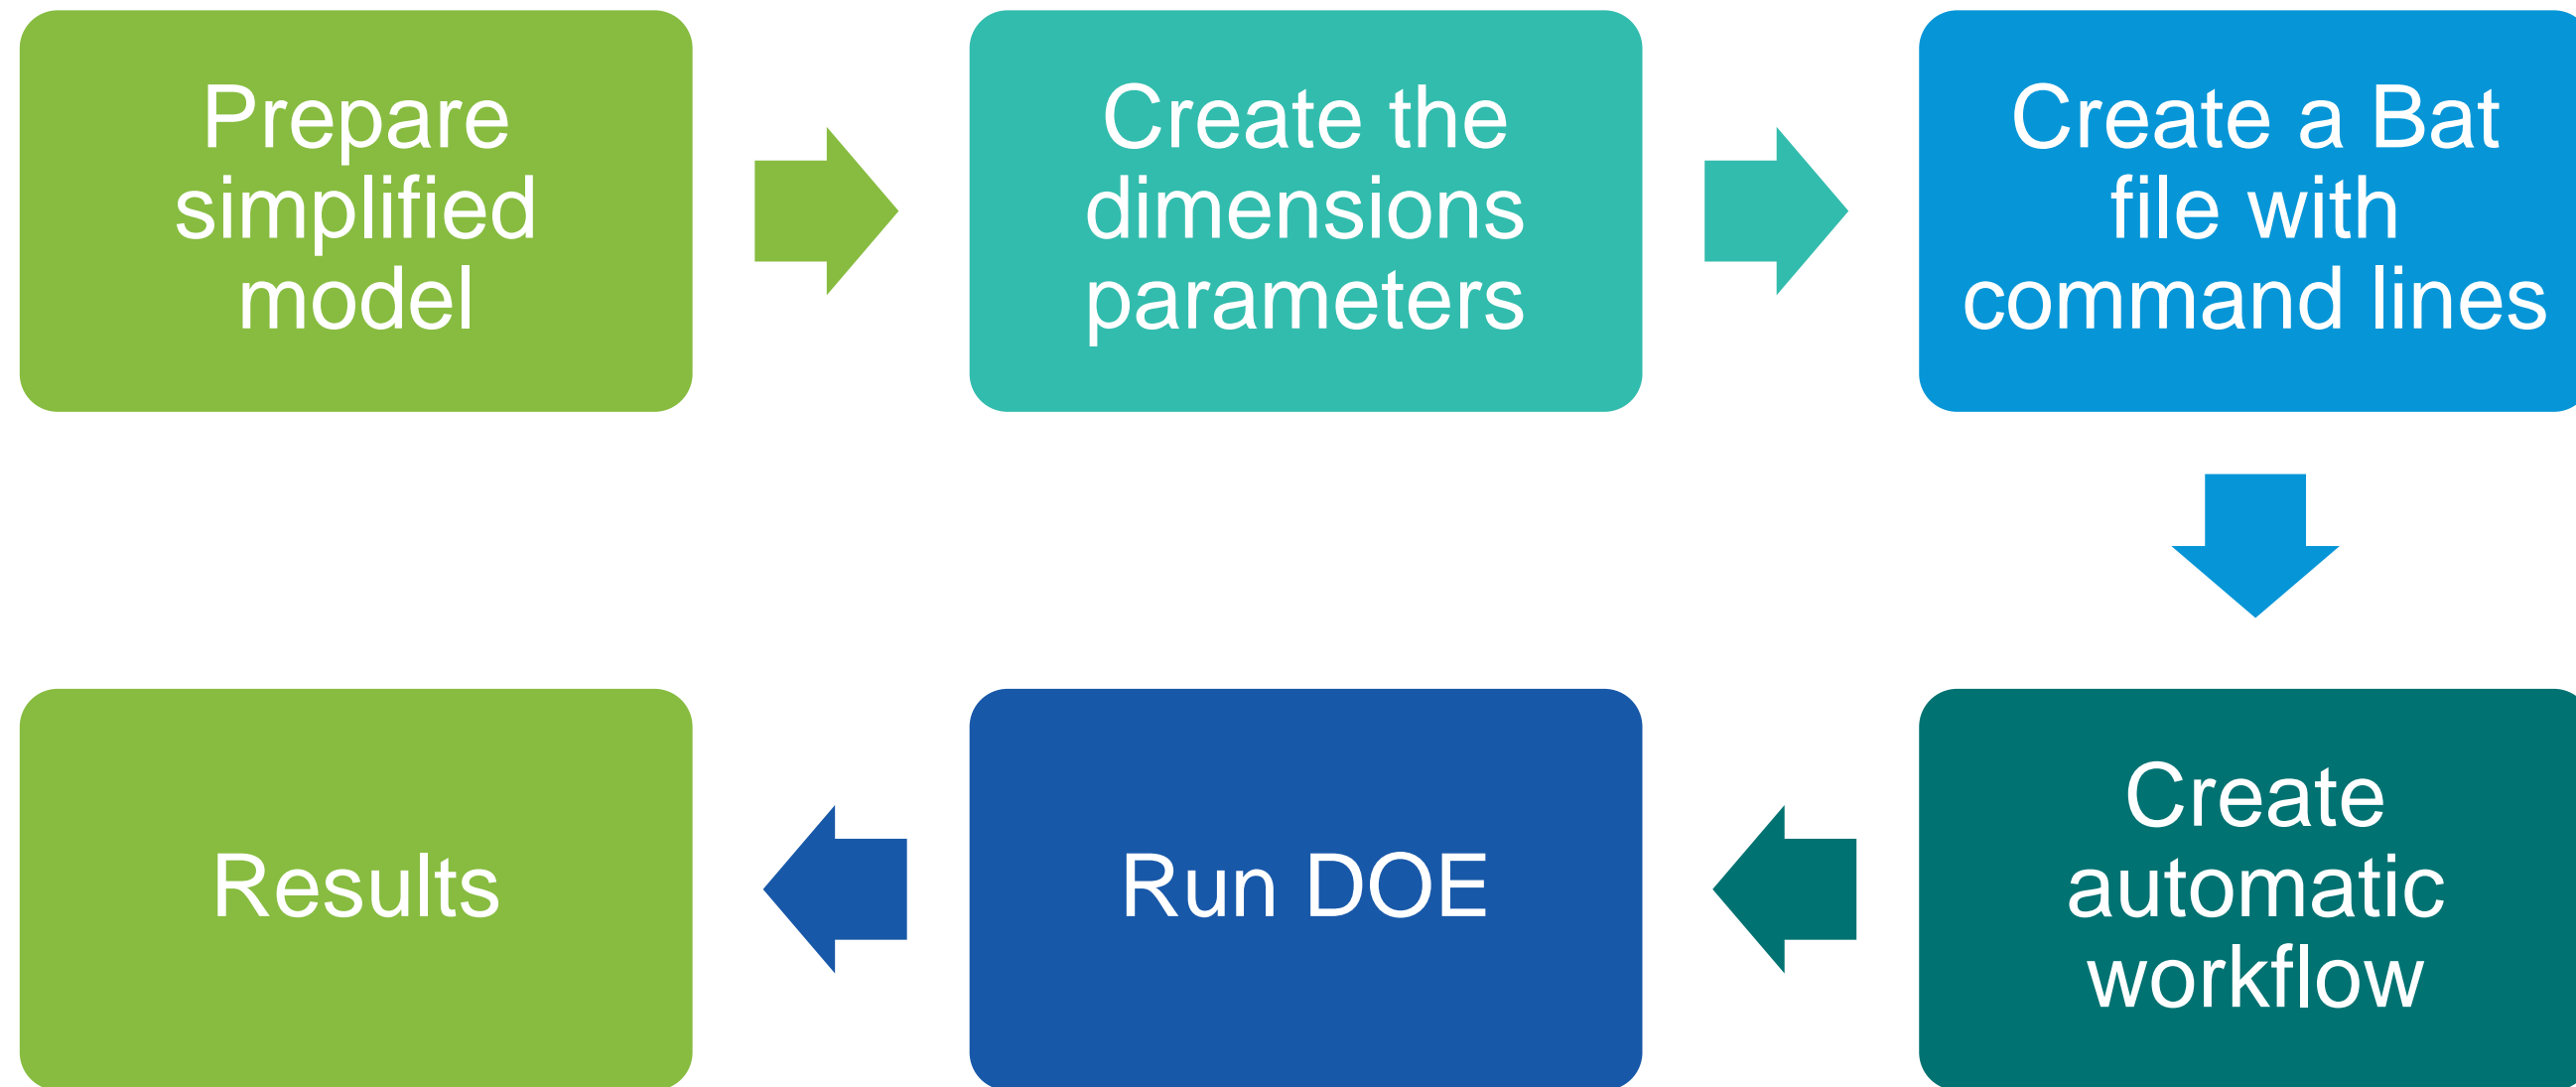 Prepare
simplified
model
Create the
dimensions
parameters
Create a Bat
file with
command lines
Create
automatic
workflow
Run DOE
Results